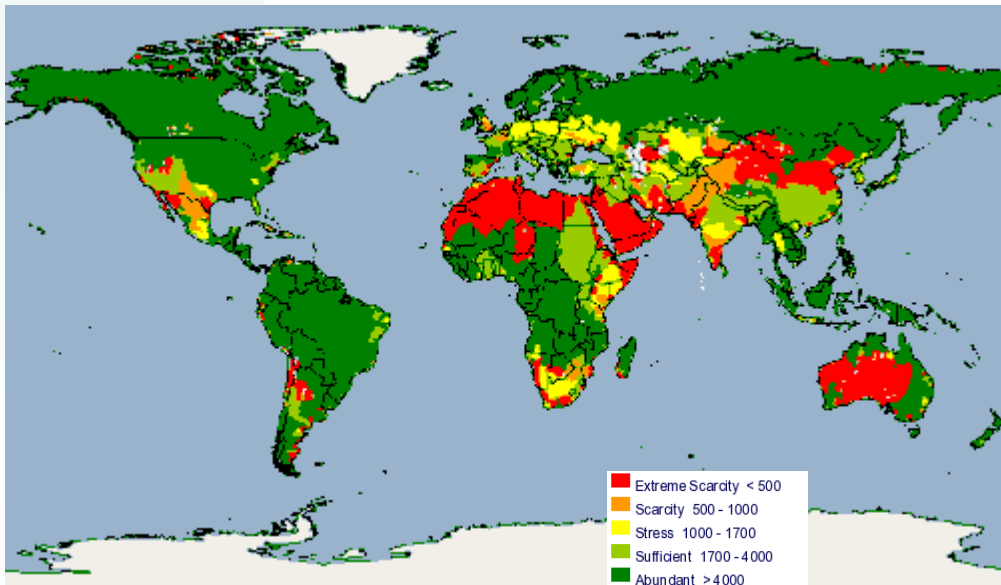 Extreme Scarcity < 500
Scarcity 500 - 1000
Stress 1000 - 1700
Sufficient 1700 - 4000
Abundant > 4000